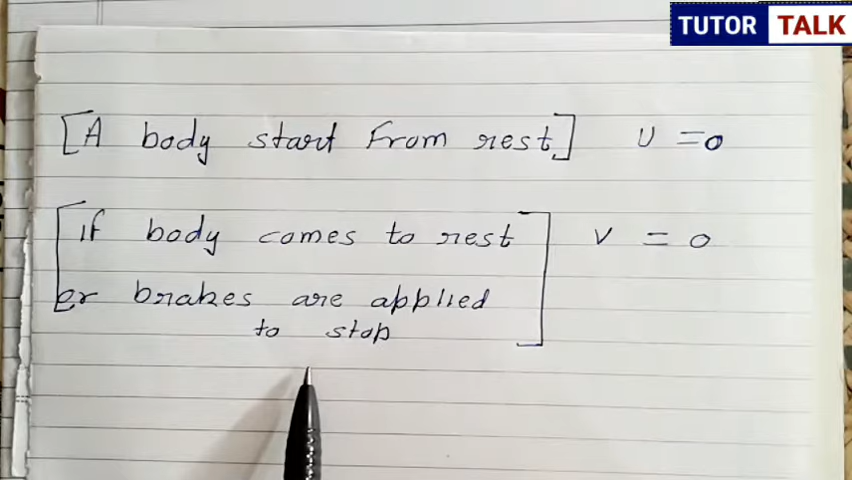 TUTOR TALK
[A body start From rest] U = 0
[if body comes to rest V = 0
or brakes are applied
to stop]